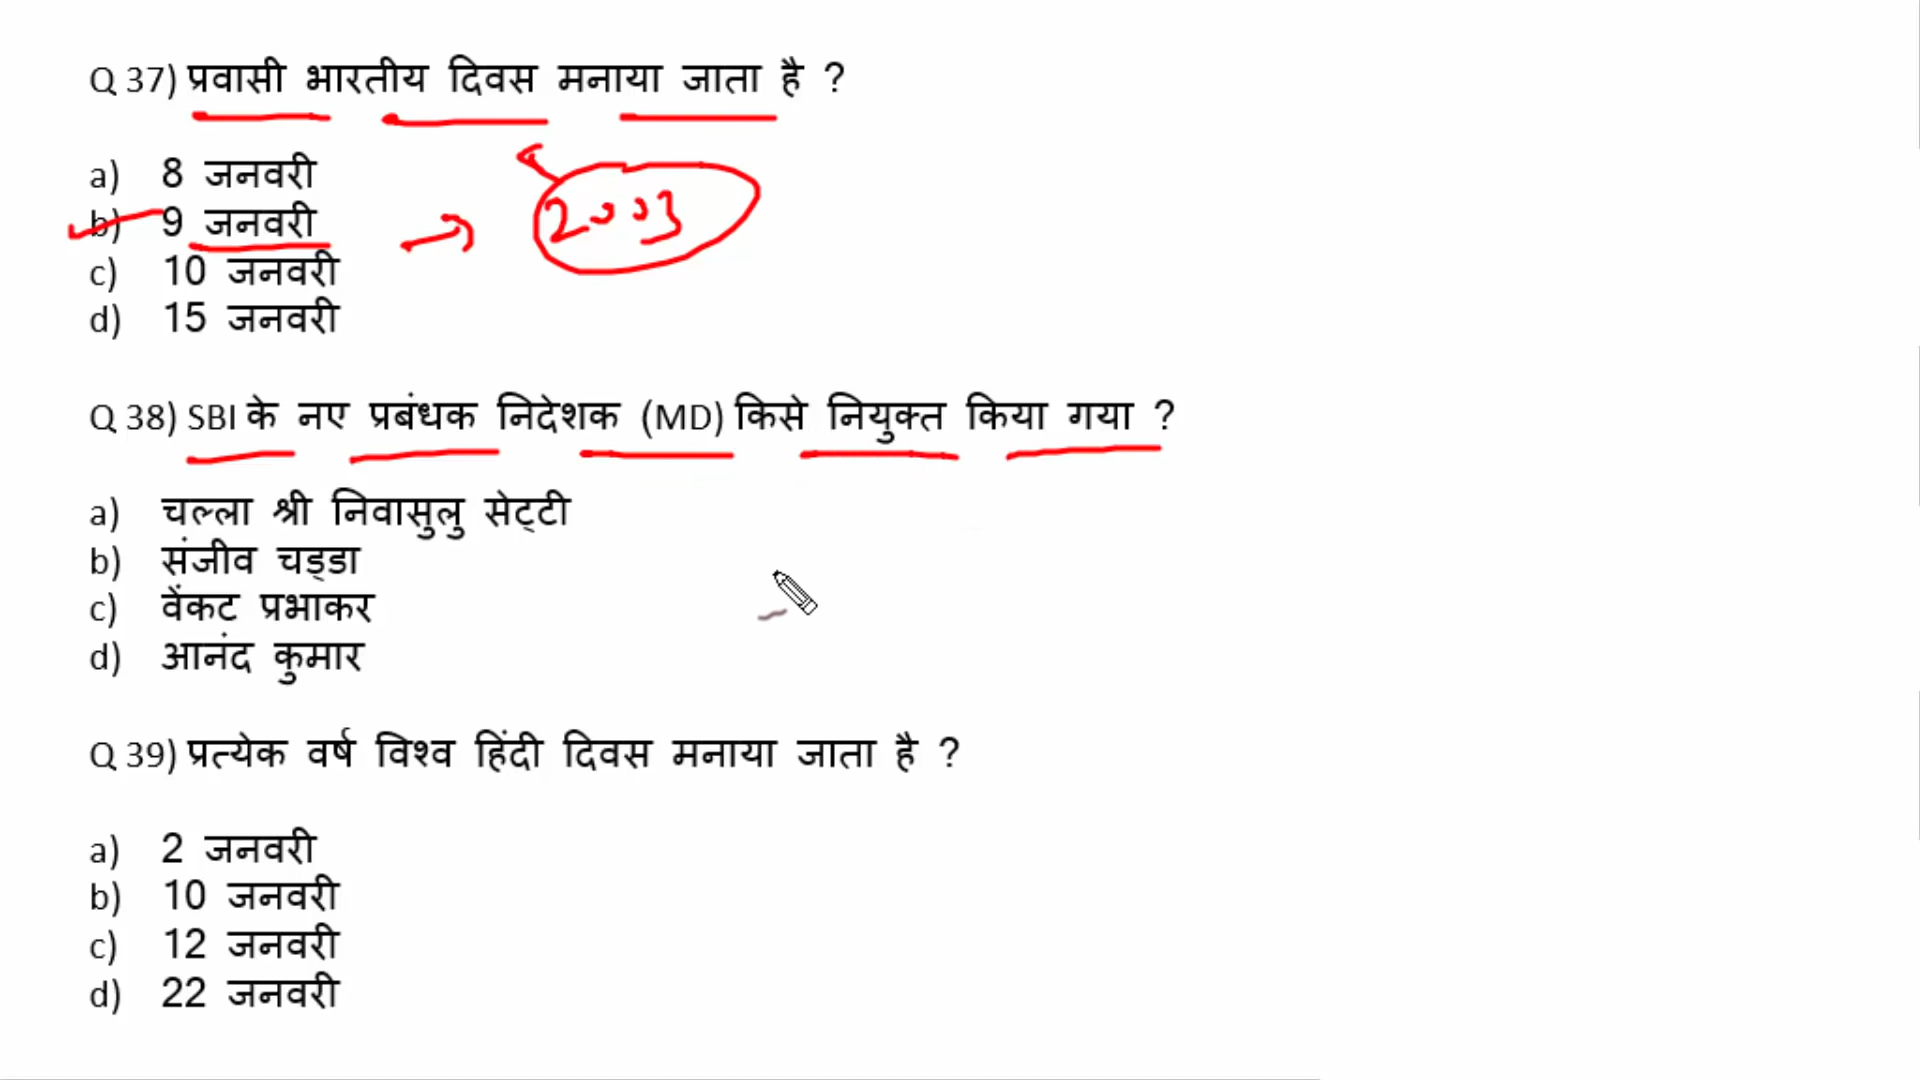 Q 37) प्रवासी भारतीय दिवस मनाया जाता है ?
a) 8 जनवरी
b) 9 जनवरी
2003
c) 10 जनवरी
d) 15 जनवरी
Q 38) SBI के नए प्रबंधक निदेशक (MD) किसे नियुक्त किया गया ?
a) चल्ला श्री निवासुलु सेट्टी
b) संजीव चड्डा
c) वेंकट प्रभाकर
d) आनंद कुमार
Q 39) प्रत्येक वर्ष विश्व हिंदी दिवस मनाया जाता है ?
a) 2 जनवरी
b) 10 जनवरी
c) 12 जनवरी
d) 22 जनवरी